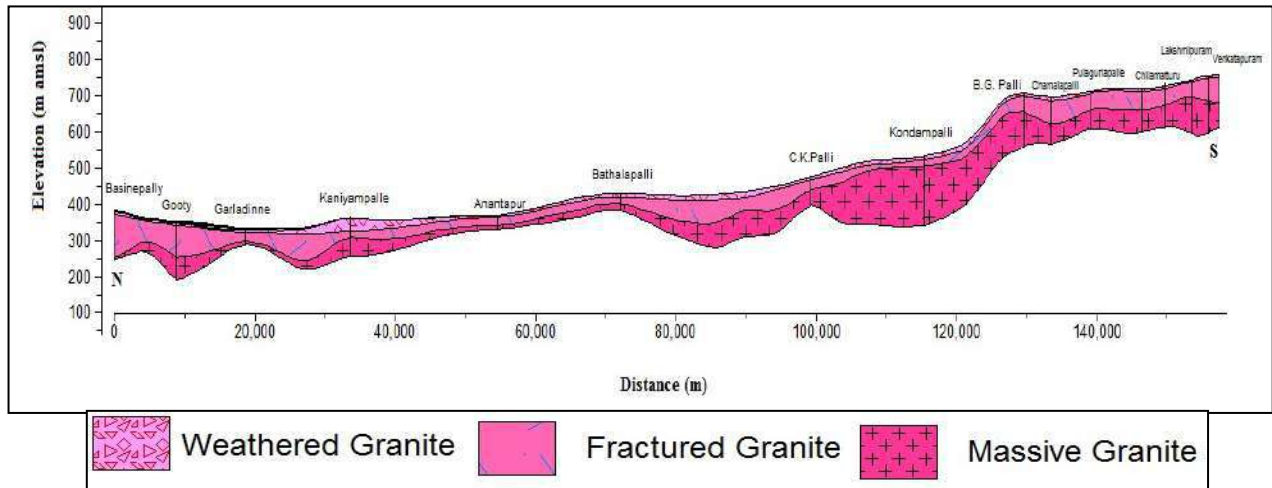 900
800
700
600
500
400
300
200
100
Elevation (m amsl)
Basinepally
Gooty
Garladinne
Kaniyampalle
Anantapur
Bathalapalli
C.K.Palli
Kondampalli
B.G. Palli
Chamalapalli
Chilamatturu
Lakshmipuram
Venkatapuram
N
S
0 20,000 40,000 60,000 80,000 100,000 120,000 140,000
Distance (m)
Weathered Granite Fractured Granite Massive Granite